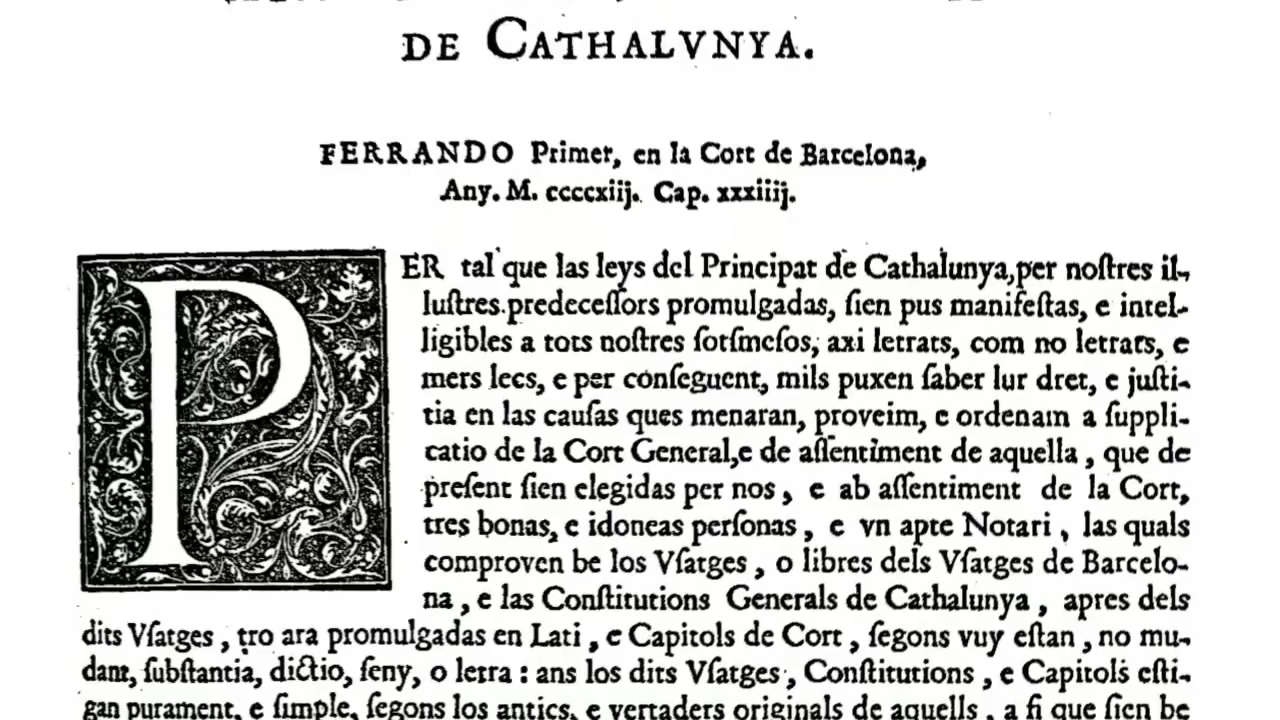 DE CATHALVNYA.
FERRANDO Primer, en la Cort de Barcelona,
Any. M. ccccxiij. Cap. xxxiiij.
PER tal que las leys del Principat de Cathalunya, per noſtres il-
luſtres predeceſſors promulgadas, ſien pus manifeſtas, e intel-
ligibles a tots noſtres ſotſmeſos, axi letrats, com no letrats, e
mers lecs, e per conſeguent, mils puxen ſaber lur dret, e juſti-
tia en las cauſas ques menaran, proveim, e ordenam a ſuppli-
catio de la Cort General, e de aſſentiment de aquella, que de
preſent ſien elegidas per nos, e ab aſſentiment de la Cort,
tres bonas, e idoneas perſonas, e vn apte Notari, las quals
comproven be los Vſatges, o libres dels Vſatges de Barcelo-
na, e las Conſtitutions Generals de Cathalunya, apres dels
dits Vſatges, tro ara promulgadas en Lati, e Capitols de Cort, ſegons vuy eſtan, no mu-
dant, ſubſtantia, dictio, ſeny, o letra: ans los dits Vſatges, Conſtitutions, e Capitols eſti-
gan purament, e ſimple, ſegons los antics, e vertaders originals de aquells, a fi que ſien be